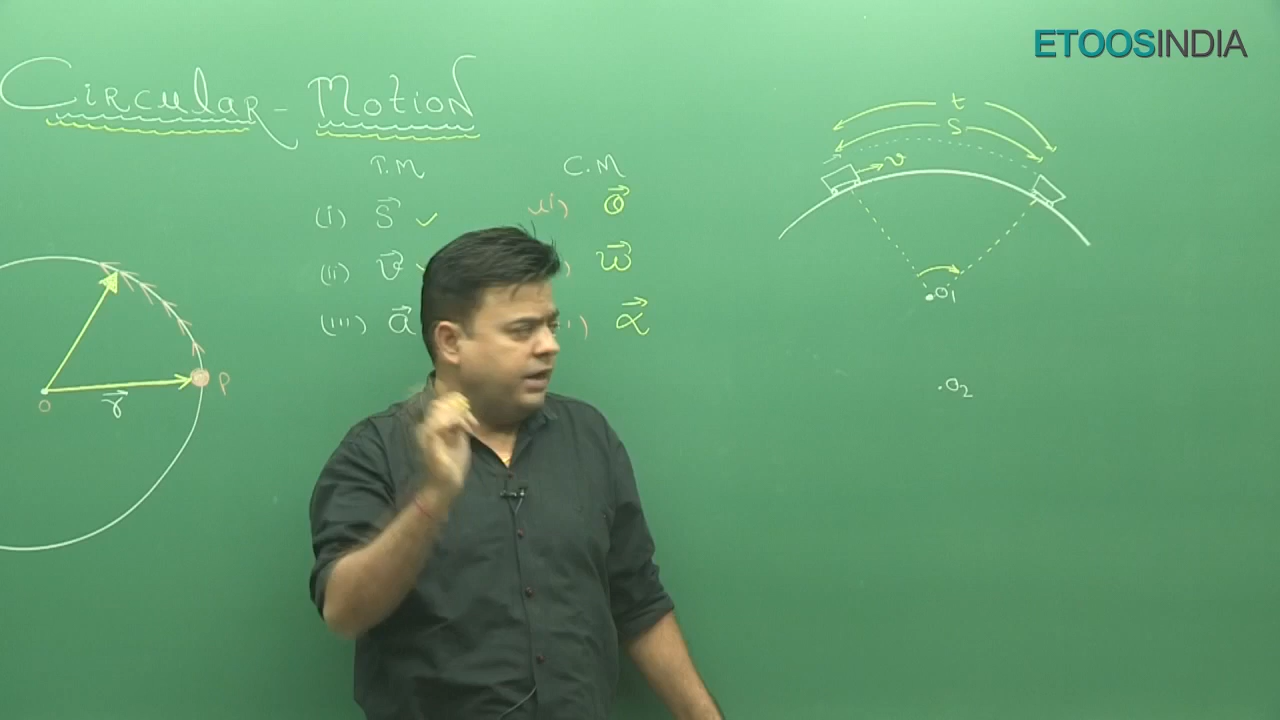 ETOOSINDIA
Circular - Motion
T.M C.M
(i) S⃗ ✓ θ⃗
(ii) v⃗ ω⃗
(iii) a⃗ α⃗
O r⃗ P
t
S
v
O₁
O₂